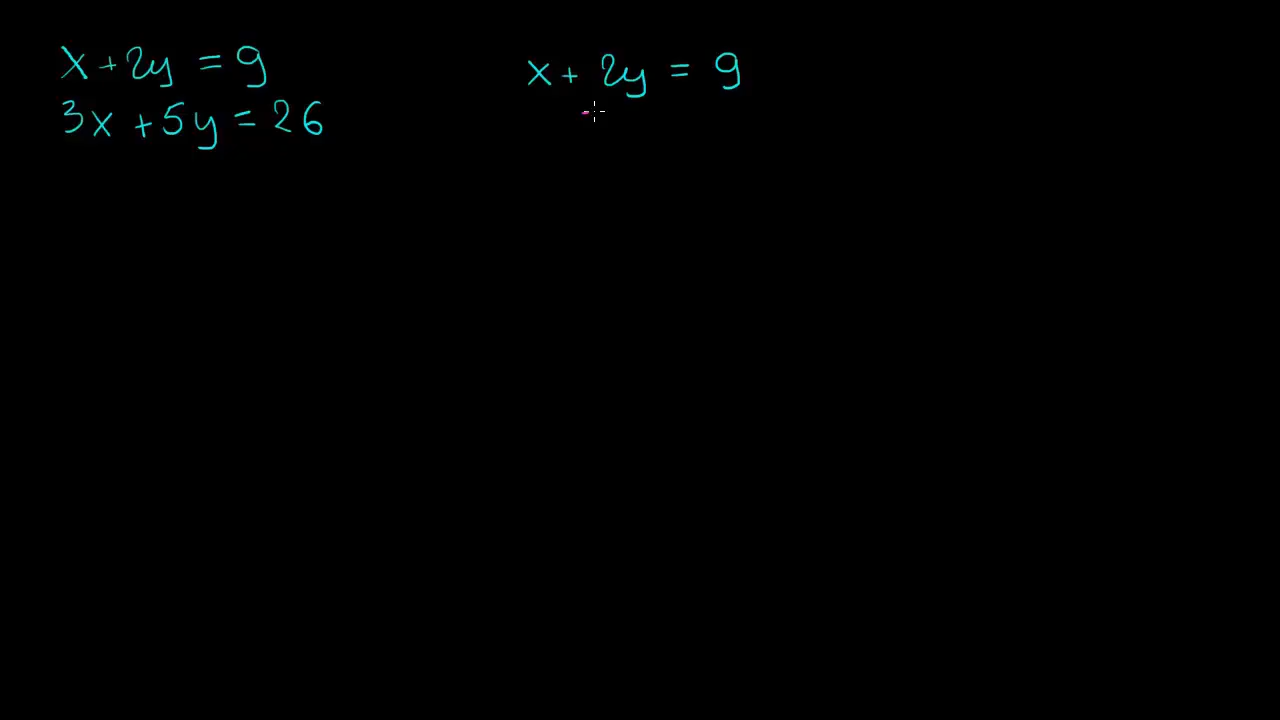 x + 2y = 9
3x + 5y = 26
x + 2y = 9